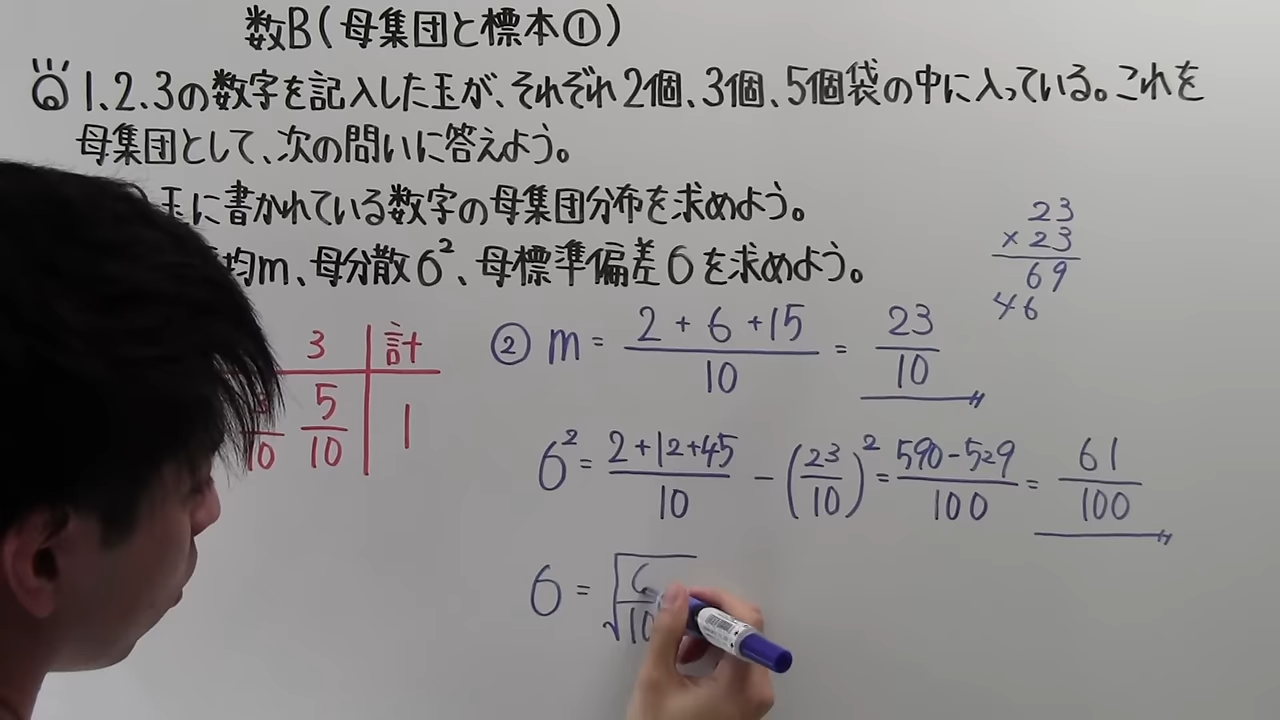 数B(母集団と標本①)
Q 1、2、3の数字を記入した玉が、それぞれ2個、3個、5個袋の中に入っている。これを
母集団として、次の問いに答えよう。
玉に書かれている数字の母集団分布を求めよう。
均m、母分散σ²、母標準偏差σを求めよう。
23
×23
69
46
3 計
10 5/10 1
② m = (2+6+15)/10 = 23/10
σ² = (2+12+45)/10 - (23/10)² = (590-529)/100 = 61/100
σ = √